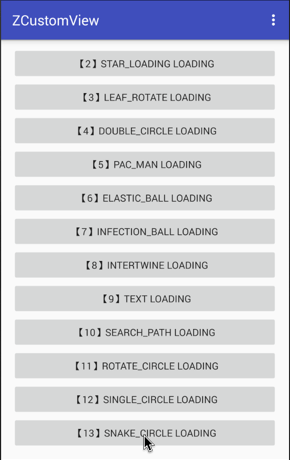 ZCustomView
【2】STAR_LOADING LOADING
【3】LEAF_ROTATE LOADING
【4】DOUBLE_CIRCLE LOADING
【5】PAC_MAN LOADING
【6】ELASTIC_BALL LOADING
【7】INFECTION_BALL LOADING
【8】INTERTWINE LOADING
【9】TEXT LOADING
【10】SEARCH_PATH LOADING
【11】ROTATE_CIRCLE LOADING
【12】SINGLE_CIRCLE LOADING
【13】SNAKE_CIRCLE LOADING